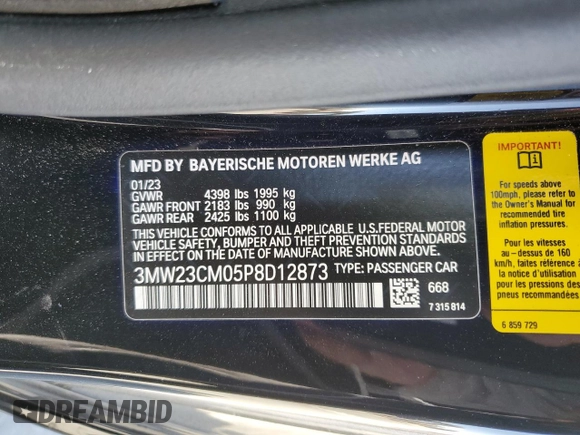 MFD BY BAYERISCHE MOTOREN WERKE AG
01/23
GVWR 4398 lbs 1995 kg
GAWR FRONT 2183 lbs 990 kg
GAWR REAR 2425 lbs 1100 kg
THIS VEHICLE CONFORMS TO ALL APPLICABLE U.S.FEDERAL MOTOR
VEHICLE SAFETY, BUMPER AND THEFT PREVENTION STANDARDS IN
EFFECT ON THE DATE OF MANUFACTURE SHOWN ABOVE.
3MW23CM05P8D12873 TYPE: PASSENGER CAR
668
7 315 814
IMPORTANT!
For speeds above
100mph, please refer to
the Owner's Manual for
recommended tire
inflation pressures.
Pour les vitesses
au-dessus de 160
km/h, faites attention
à la notice d'utilisation
pour les pressions
de pneus recommandées.
6 859 729
DREAMBID